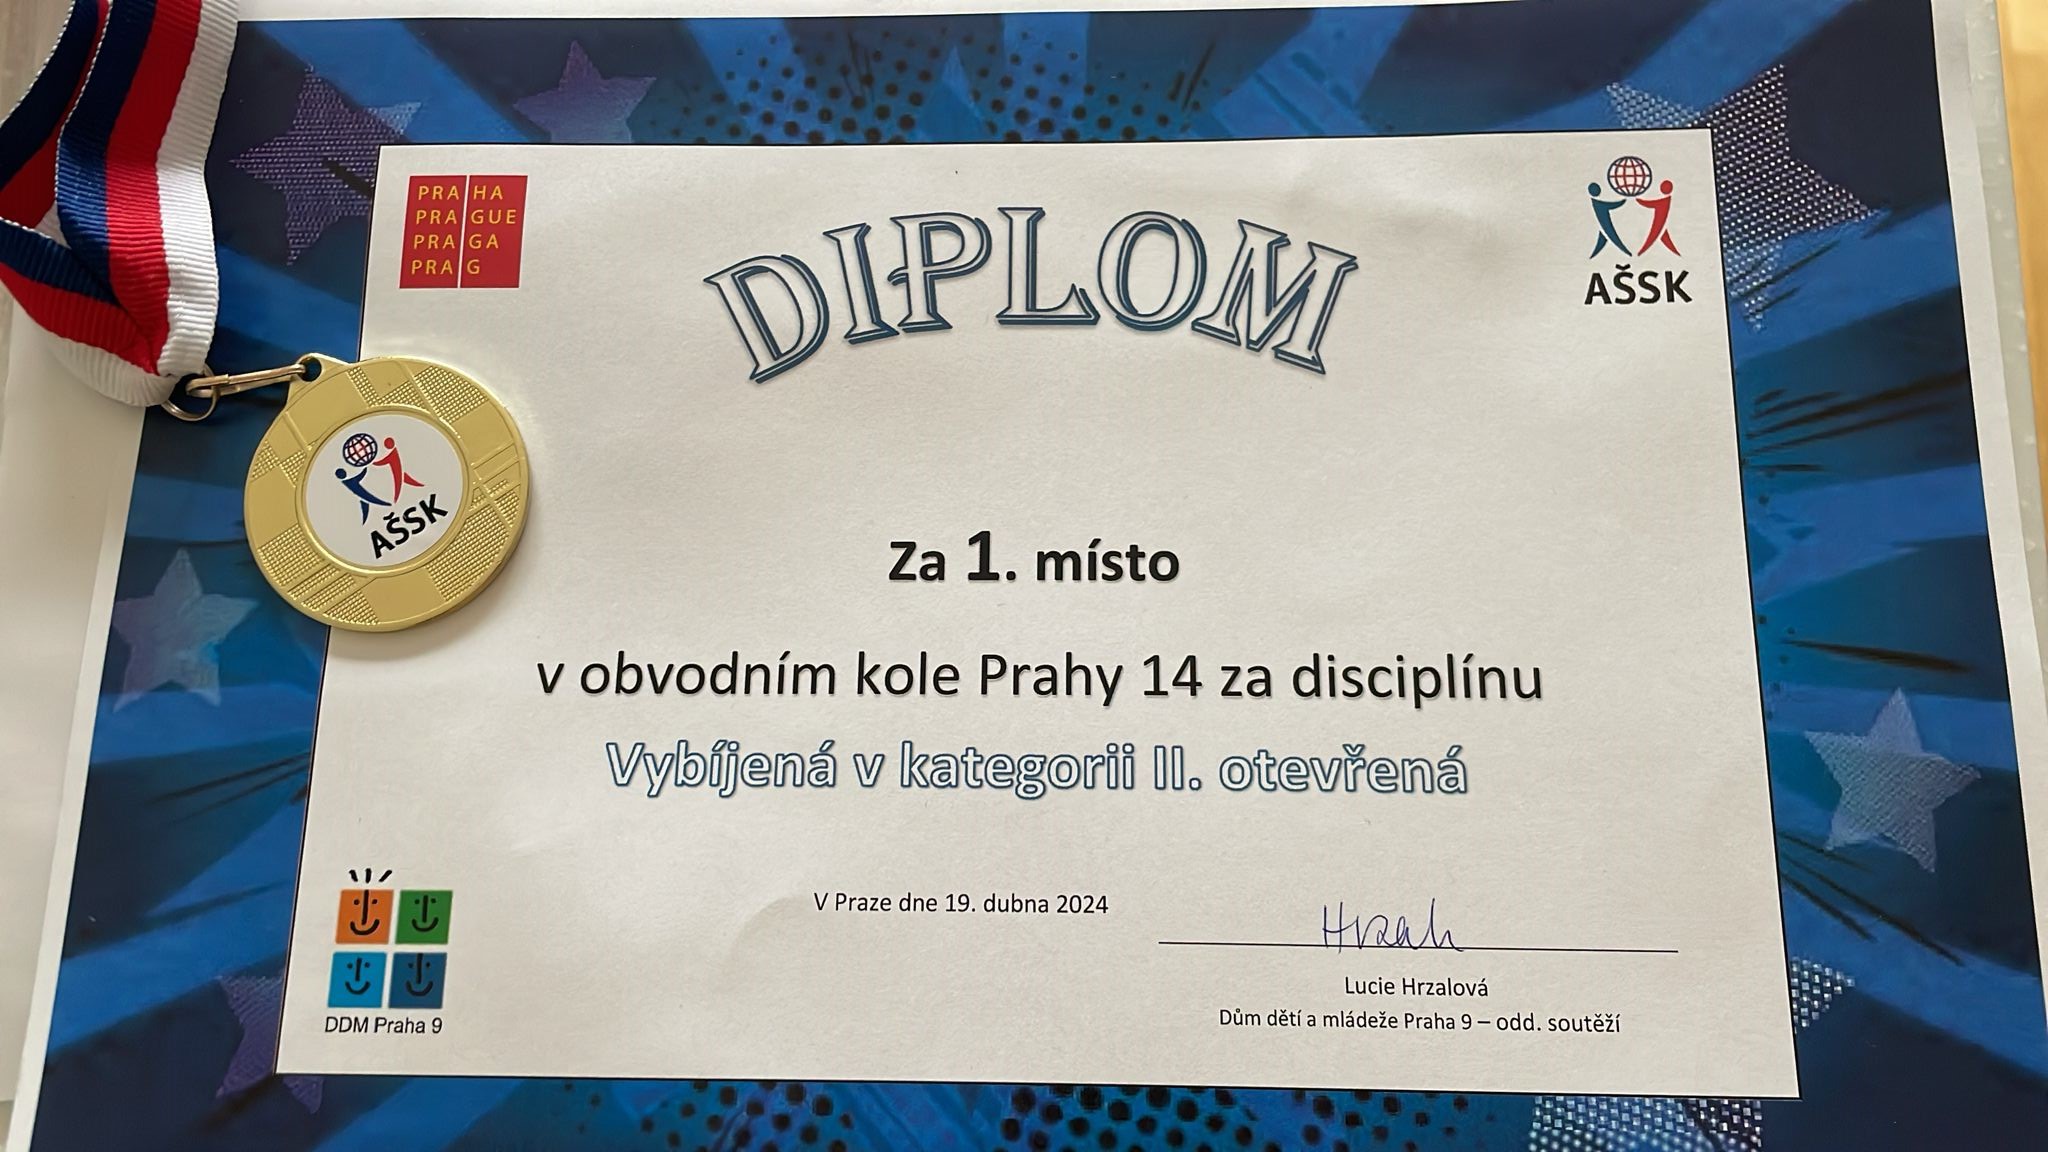 PRAHA
PRAGUE
PRAGA
PRAG
DIPLOM
AŠSK
AŠSK
Za 1. místo
v obvodním kole Prahy 14 za disciplínu
Vybíjená v kategorii II. otevřená
V Praze dne 19. dubna 2024
Hrzal
Lucie Hrzalová
Dům dětí a mládeže Praha 9 – odd. soutěží
DDM Praha 9